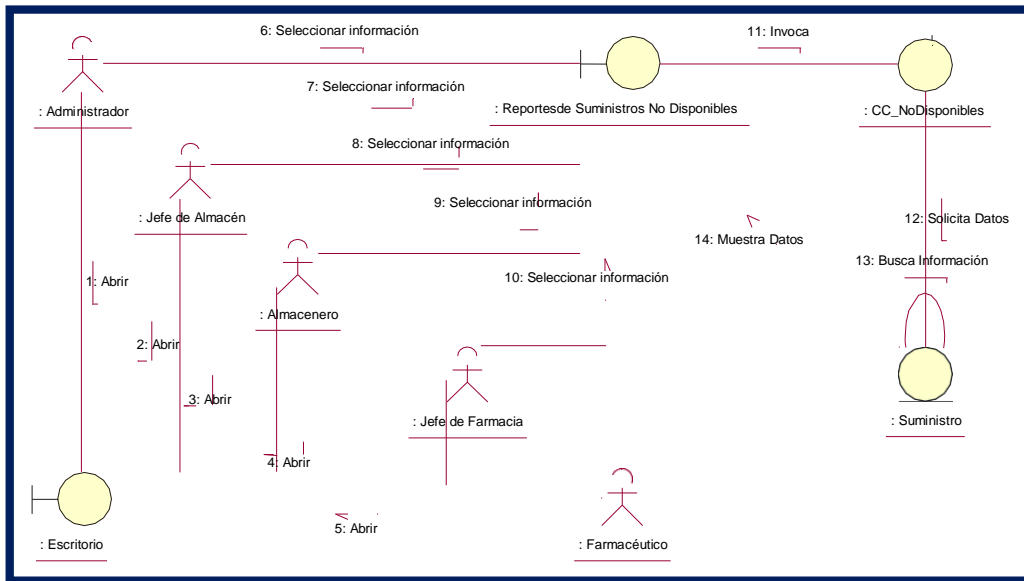 6: Seleccionar información
11: Invoca
7: Seleccionar información
: Administrador
: Reportesde Suministros No Disponibles
: CC_NoDisponibles
8: Seleccionar información
9: Seleccionar información
: Jefe de Almacén
12: Solicita Datos
14: Muestra Datos
13: Busca Información
1: Abrir
10: Seleccionar información
: Almacenero
2: Abrir
3: Abrir
: Jefe de Farmacia
: Suministro
4: Abrir
5: Abrir
: Escritorio
: Farmacéutico